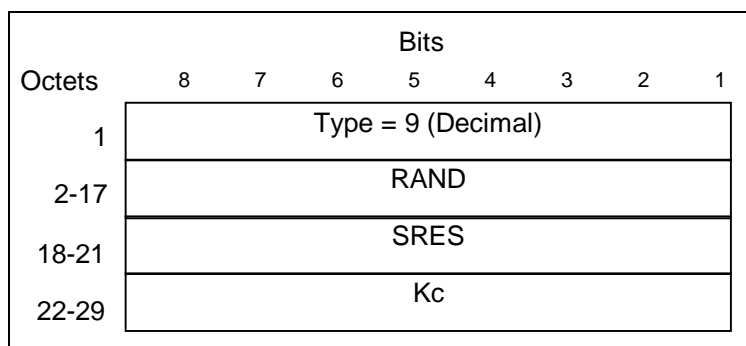 Bits
Octets 8 7 6 5 4 3 2 1
1 Type = 9 (Decimal)
2-17 RAND
18-21 SRES
22-29 Kc